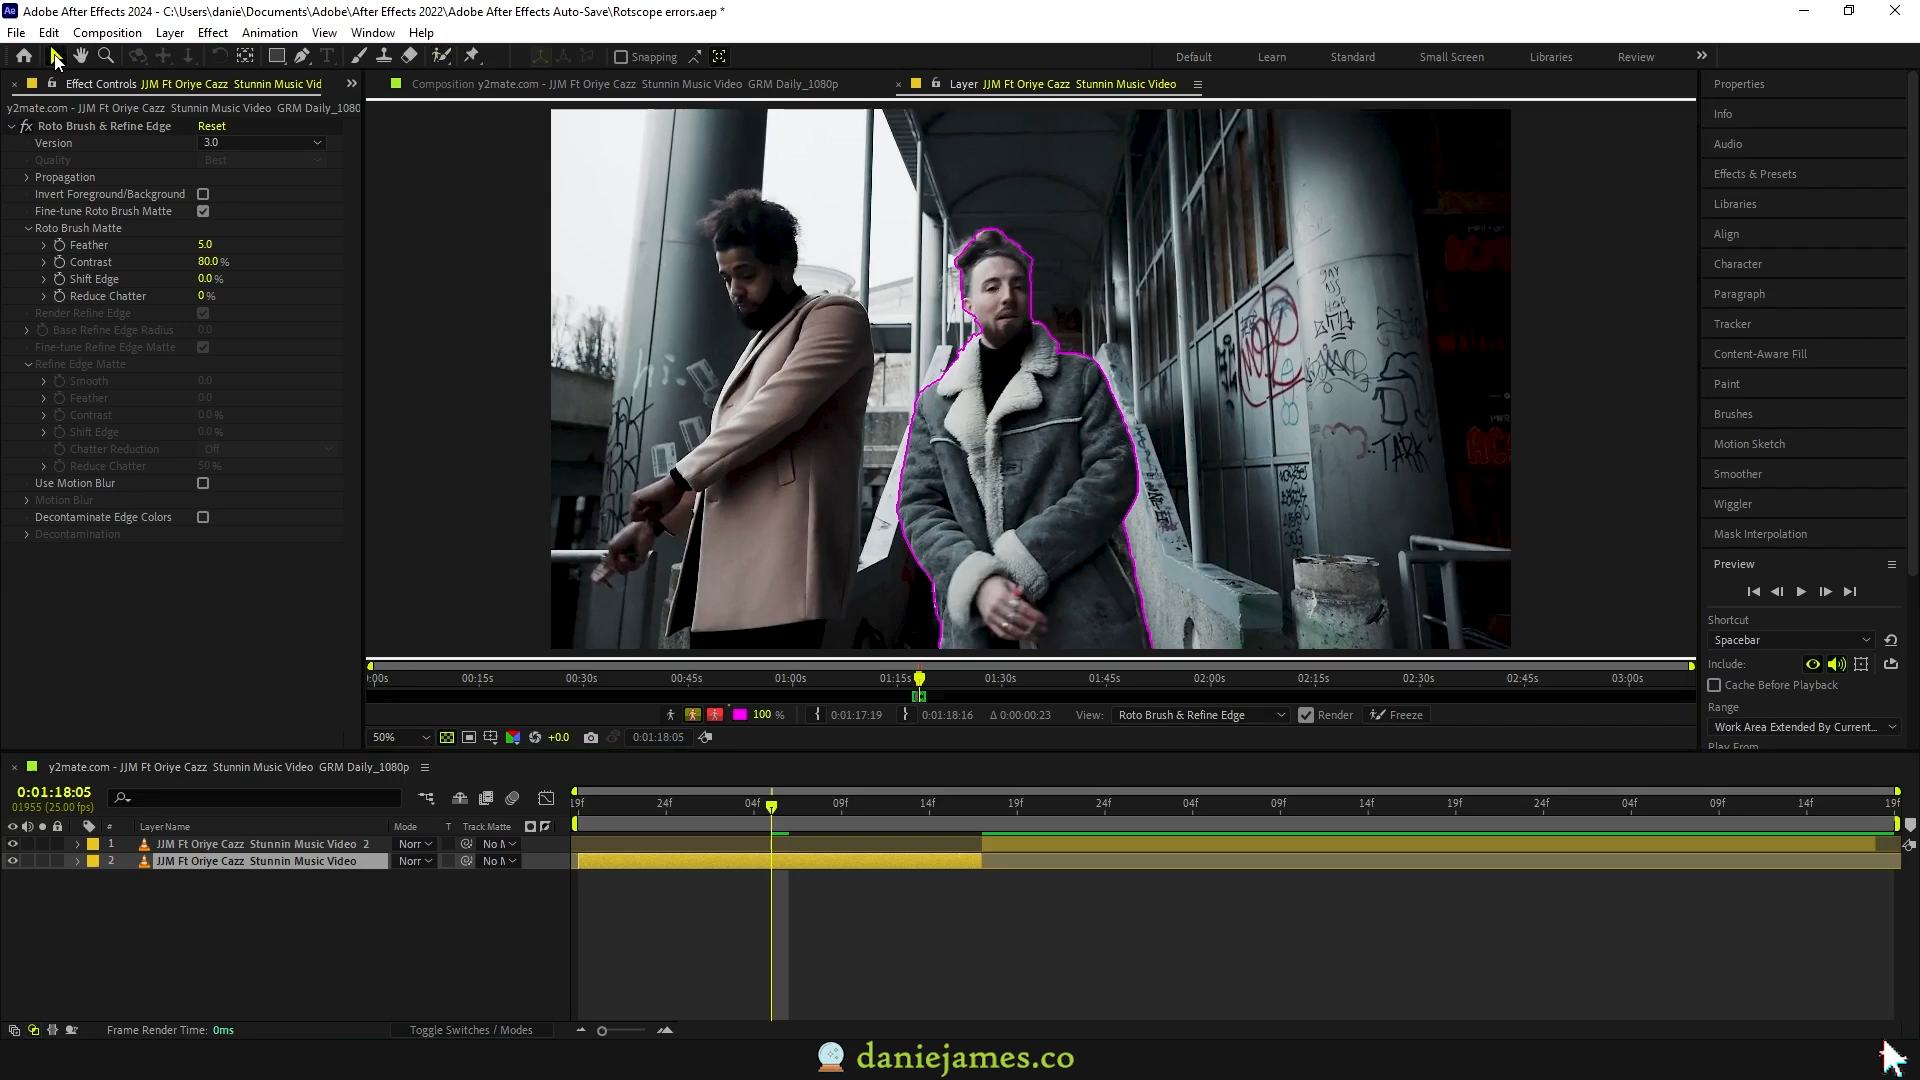 Adobe After Effects 2024 - C:\Users\danie\Documents\Adobe\After Effects 2022\Adobe After Effects Auto-Save\Rotscope errors.aep *
File Edit Composition Layer Effect Animation View Window Help
Snapping Default Learn Standard Small Screen Libraries Review
Effect Controls JJM Ft Oriye Cazz Stunnin Music Vid
Composition y2mate.com - JJM Ft Oriye Cazz Stunnin Music Video GRM Daily_1080p
Layer JJM Ft Oriye Cazz Stunnin Music Video
y2mate.com - JJM Ft Oriye Cazz Stunnin Music Video GRM Daily_1080
fx Roto Brush & Refine Edge Reset
Version 3.0
Quality Best
Propagation
Invert Foreground/Background
Fine-tune Roto Brush Matte
Roto Brush Matte
Feather 5.0
Contrast 80.0 %
Shift Edge 0.0 %
Reduce Chatter 0 %
Render Refine Edge
Base Refine Edge Radius 0.0
Fine-tune Refine Edge Matte
Refine Edge Matte
Smooth 0.0
Feather 0.0
Contrast 0.0 %
Shift Edge 0.0 %
Chatter Reduction Off
Reduce Chatter 50 %
Use Motion Blur
Motion Blur
Decontaminate Edge Colors
Decontamination
TARK
Properties
Info
Audio
Effects & Presets
Libraries
Align
Character
Paragraph
Tracker
Content-Aware Fill
Paint
Brushes
Motion Sketch
Smoother
Wiggler
Mask Interpolation
Preview
Shortcut
Spacebar
Include:
Cache Before Playback
Range
Work Area Extended By Current...
Play From
:00s 00:15s 00:30s 00:45s 01:00s 01:15s 01:30s 01:45s 02:00s 02:15s 02:30s 02:45s 03:00s
100 % 0:01:17:19 0:01:18:16 Δ 0:00:00:23 View: Roto Brush & Refine Edge Render Freeze
50% +0.0 0:01:18:05
y2mate.com - JJM Ft Oriye Cazz Stunnin Music Video GRM Daily_1080p
0:01:18:05
01955 (25.00 fps)
19f 24f 04f 09f 14f 19f 24f 04f 09f 14f 19f 24f 04f 09f 14f 19f
# Layer Name Mode T Track Matte
1 JJM Ft Oriye Cazz Stunnin Music Video 2 Norr No M
2 JJM Ft Oriye Cazz Stunnin Music Video Norr No M
Frame Render Time: 0ms Toggle Switches / Modes
daniejames.co